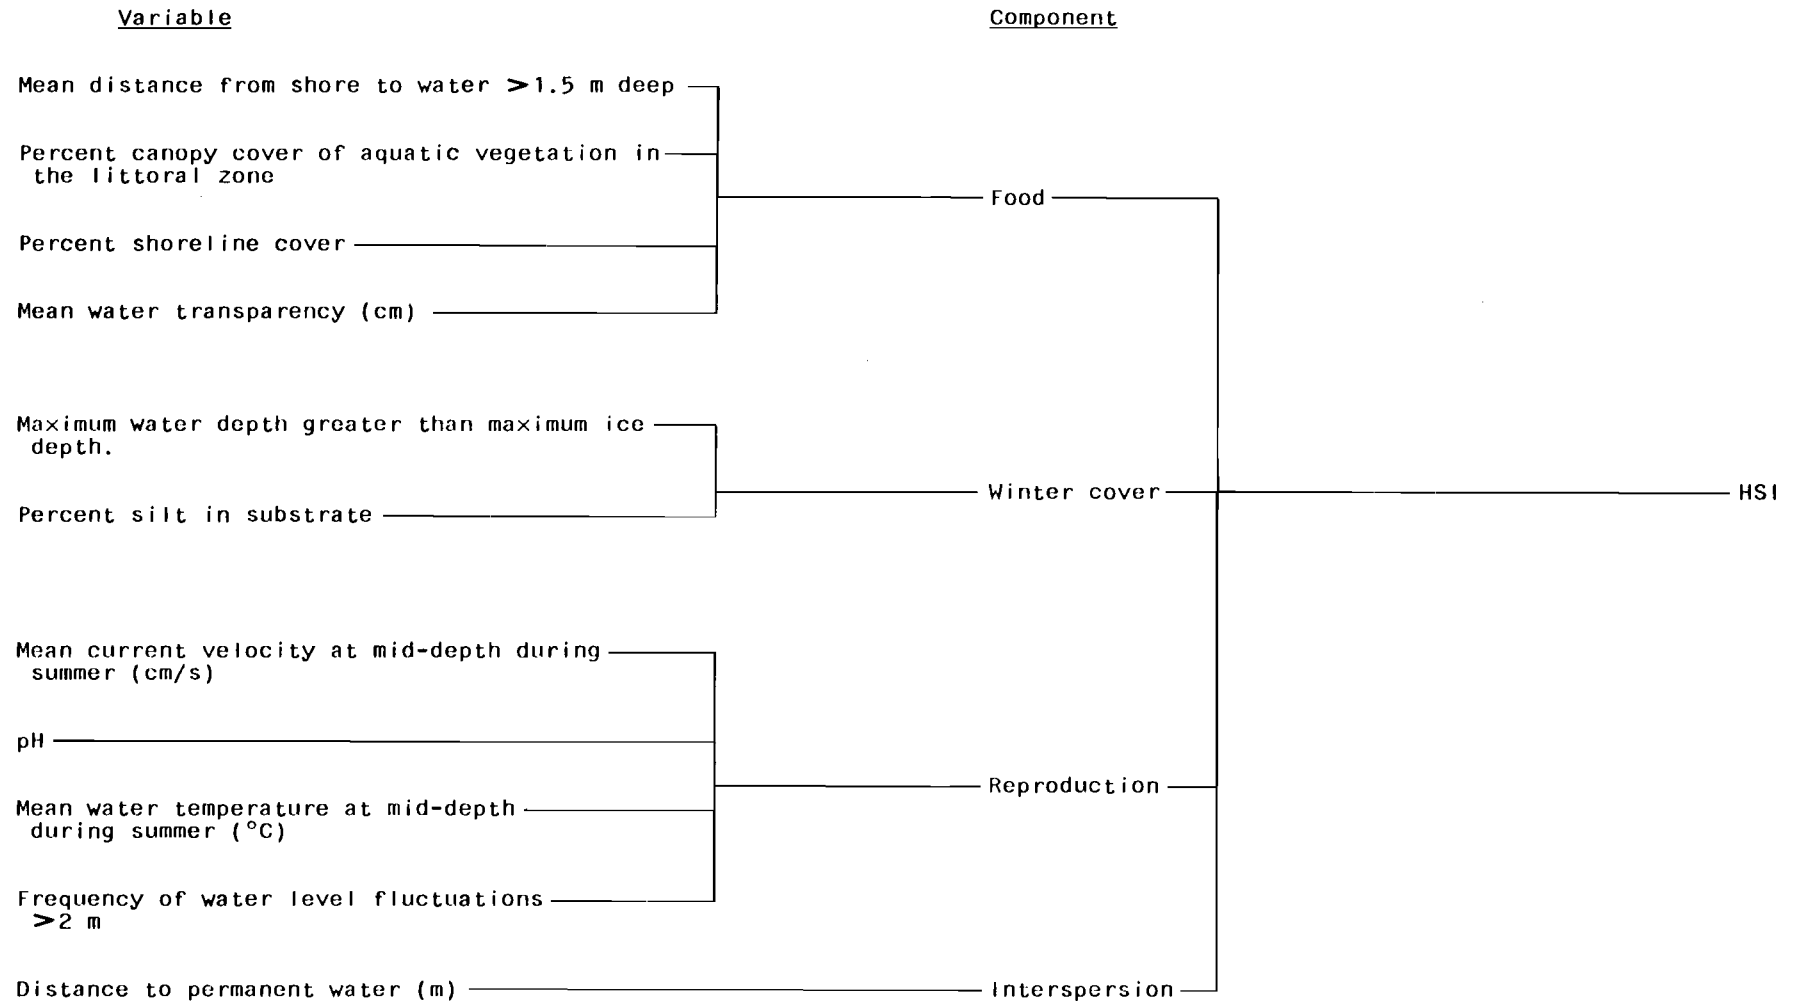 Variable
Component
Mean distance from shore to water >1.5 m deep
Percent canopy cover of aquatic vegetation in
the littoral zone
Food
Percent shoreline cover
Mean water transparency (cm)
Maximum water depth greater than maximum ice
depth.
Winter cover
HSI
Percent silt in substrate
Mean current velocity at mid-depth during
summer (cm/s)
pH
Reproduction
Mean water temperature at mid-depth
during summer (°C)
Frequency of water level fluctuations
>2 m
Distance to permanent water (m)
Interspersion